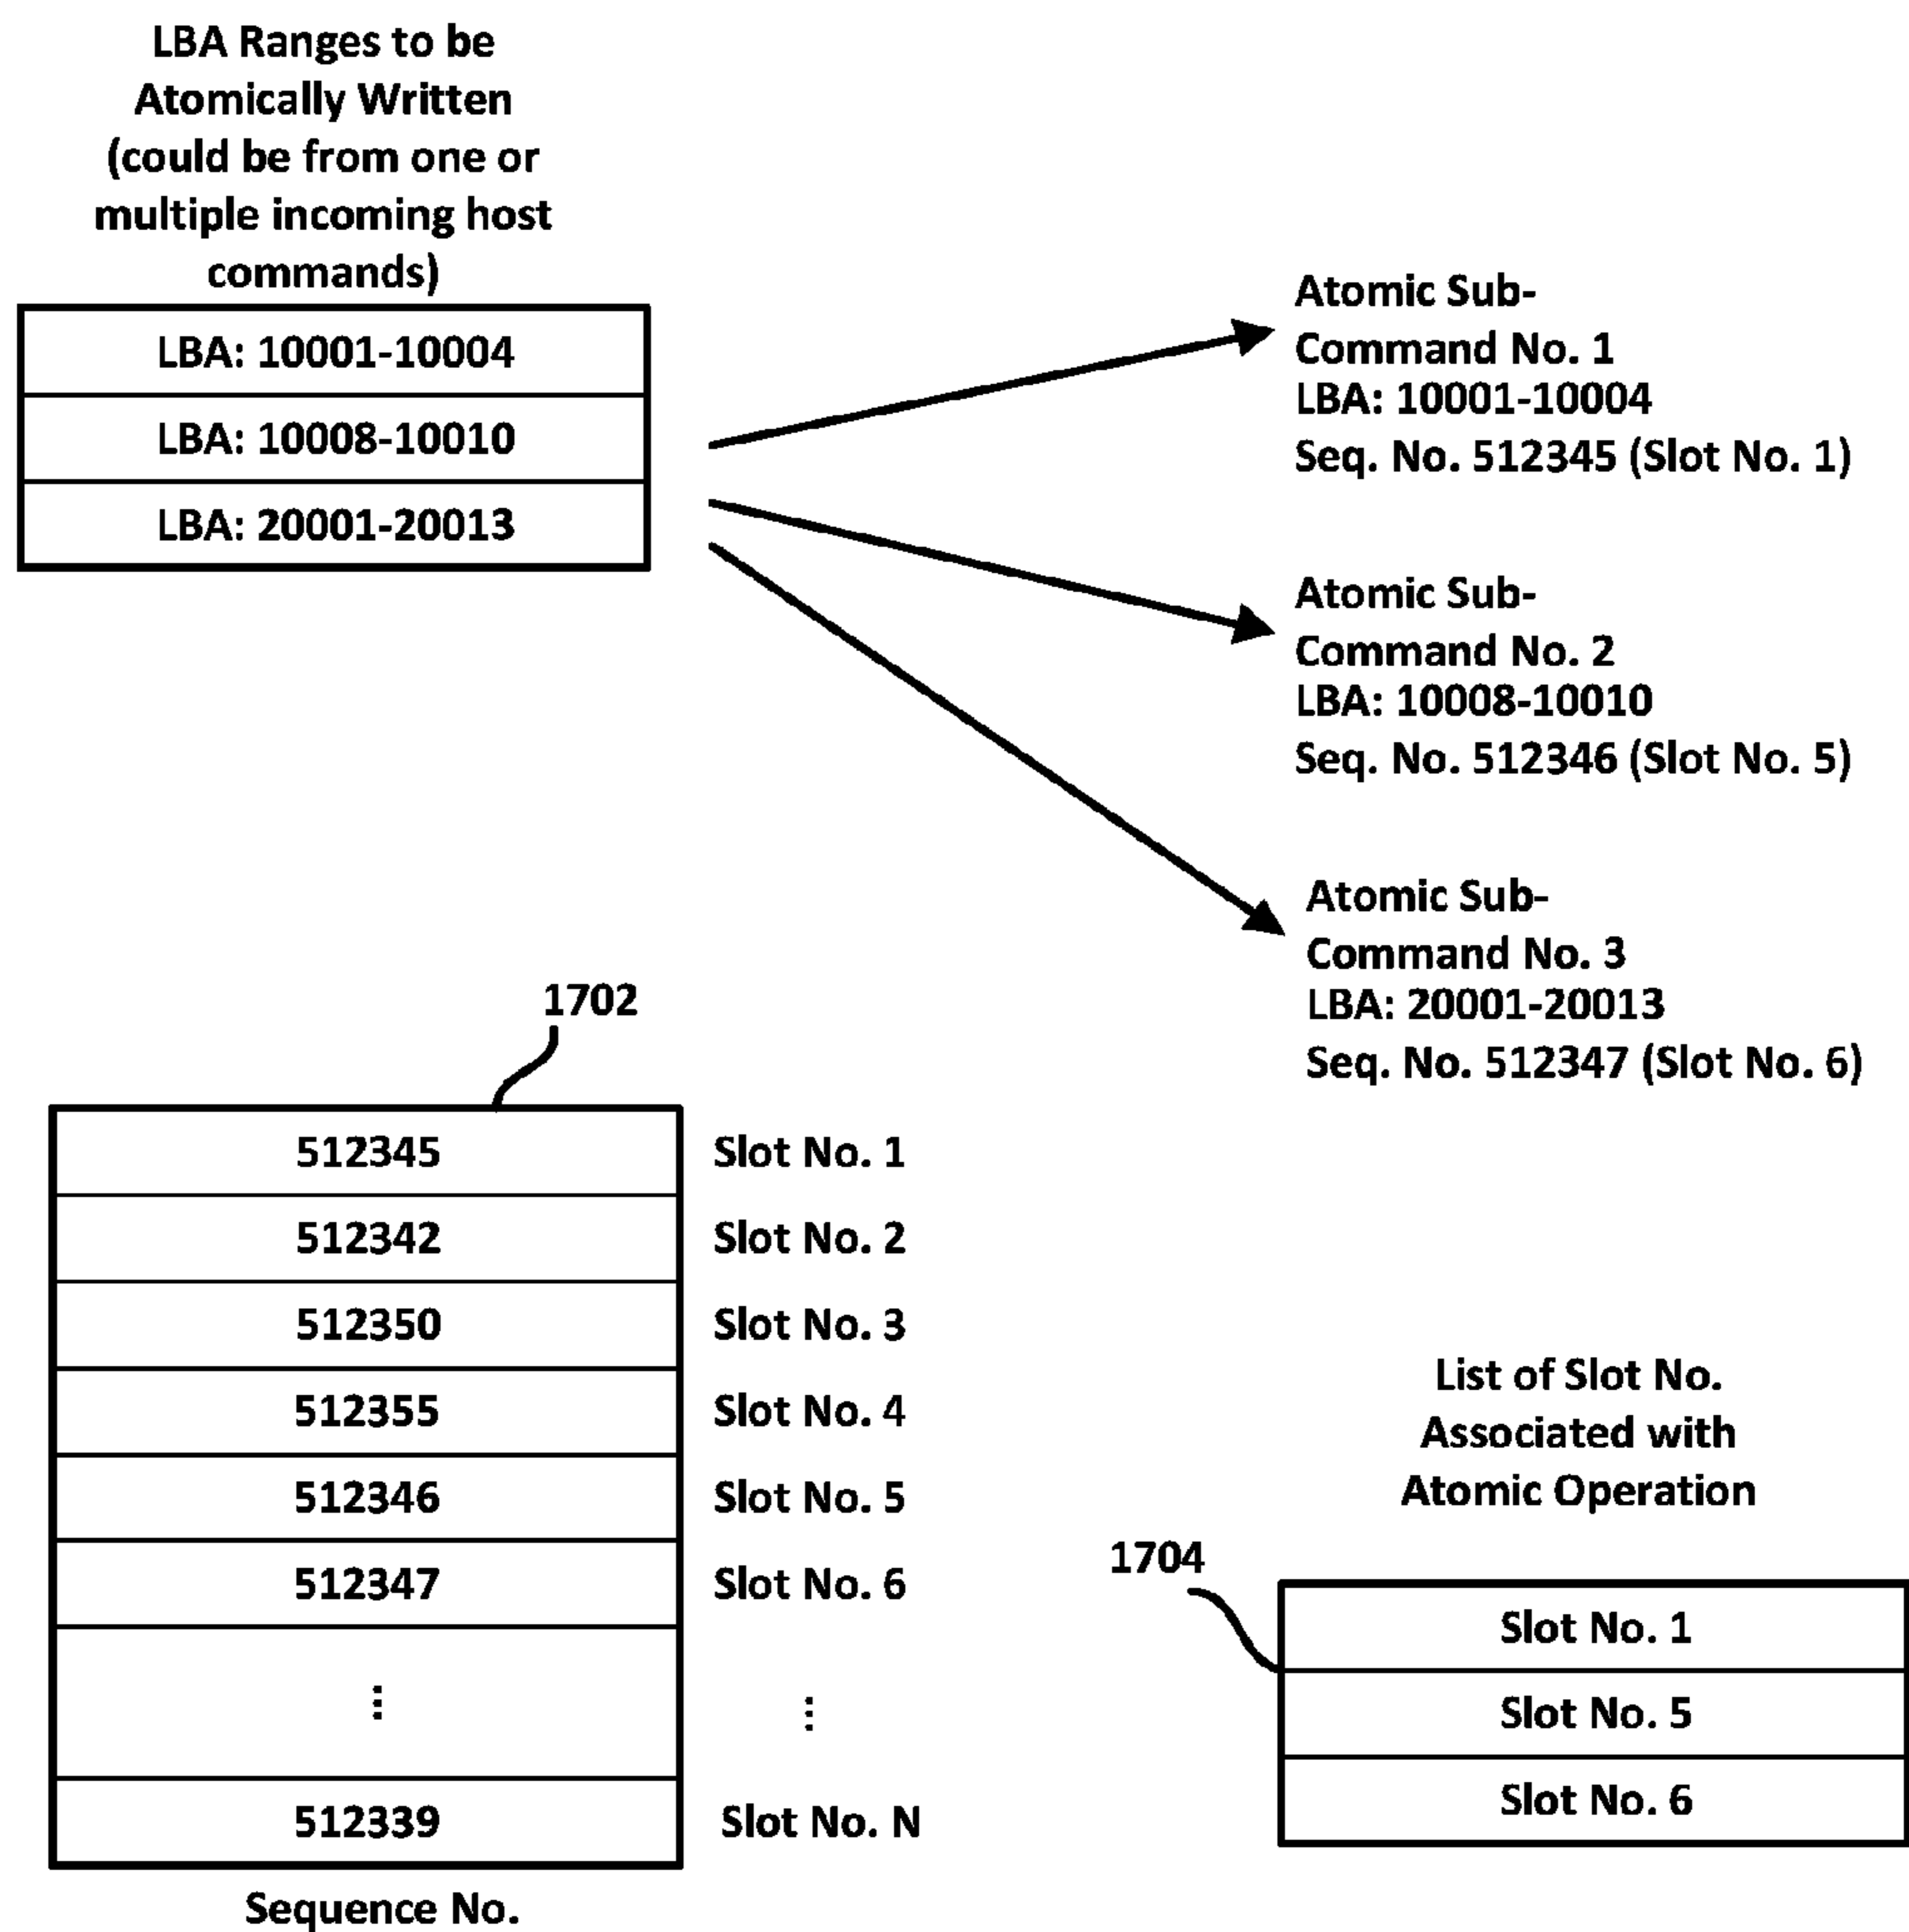 LBA Ranges to be
Atomically Written
(could be from one or
multiple incoming host
commands)
LBA: 10001-10004
LBA: 10008-10010
LBA: 20001-20013
Atomic Sub-
Command No. 1
LBA: 10001-10004
Seq. No. 512345 (Slot No. 1)
Atomic Sub-
Command No. 2
LBA: 10008-10010
Seq. No. 512346 (Slot No. 5)
Atomic Sub-
Command No. 3
LBA: 20001-20013
Seq. No. 512347 (Slot No. 6)
1702
512345 Slot No. 1
512342 Slot No. 2
512350 Slot No. 3
512355 Slot No. 4
512346 Slot No. 5
512347 Slot No. 6
⋮ ⋮
512339 Slot No. N
Sequence No.
List of Slot No.
Associated with
Atomic Operation
1704
Slot No. 1
Slot No. 5
Slot No. 6